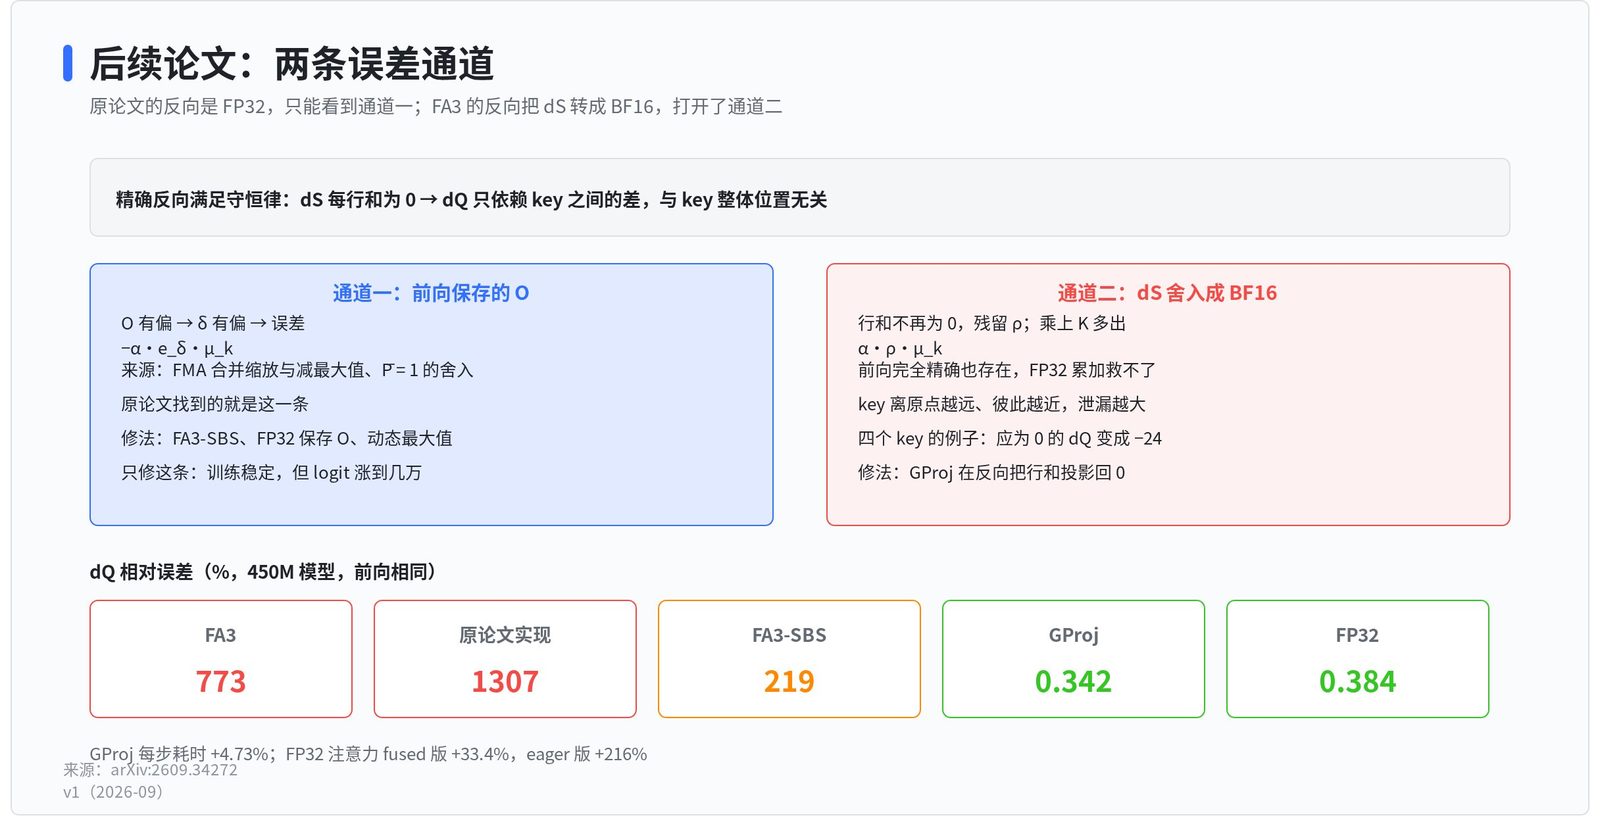 后续论文：两条误差通道
原论文的反向是 FP32，只能看到通道一；FA3 的反向把 dS 转成 BF16，打开了通道二
精确反向满足守恒律：dS 每行和为 0 → dQ 只依赖 key 之间的差，与 key 整体位置无关
通道一：前向保存的 O
O 有偏 → δ 有偏 → 误差
−α · e_δ · μ_k
来源：FMA 合并缩放与减最大值、P̄ = 1 的舍入
原论文找到的就是这一条
修法：FA3-SBS、FP32 保存 O、动态最大值
只修这条：训练稳定，但 logit 涨到几万
通道二：dS 舍入成 BF16
行和不再为 0，残留 ρ；乘上 K 多出
α · ρ · μ_k
前向完全精确也存在，FP32 累加救不了
key 离原点越远、彼此越近，泄漏越大
四个 key 的例子：应为 0 的 dQ 变成 −24
修法：GProj 在反向把行和投影回 0
dQ 相对误差（%，450M 模型，前向相同）
FA3
773
原论文实现
1307
FA3-SBS
219
GProj
0.342
FP32
0.384
GProj 每步耗时 +4.73%；FP32 注意力 fused 版 +33.4%，eager 版 +216%
来源：arXiv:2609.34272
v1（2026-09）